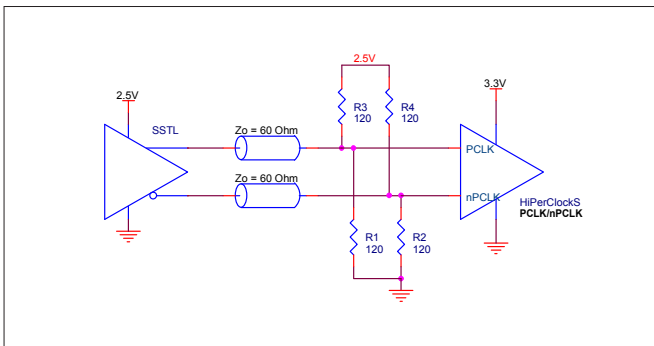 2.5V
SSTL
Zo = 60 Ohm
Zo = 60 Ohm
2.5V
R3
120
R4
120
3.3V
PCLK
nPCLK
HiPerClockS
PCLK/nPCLK
R1
120
R2
120